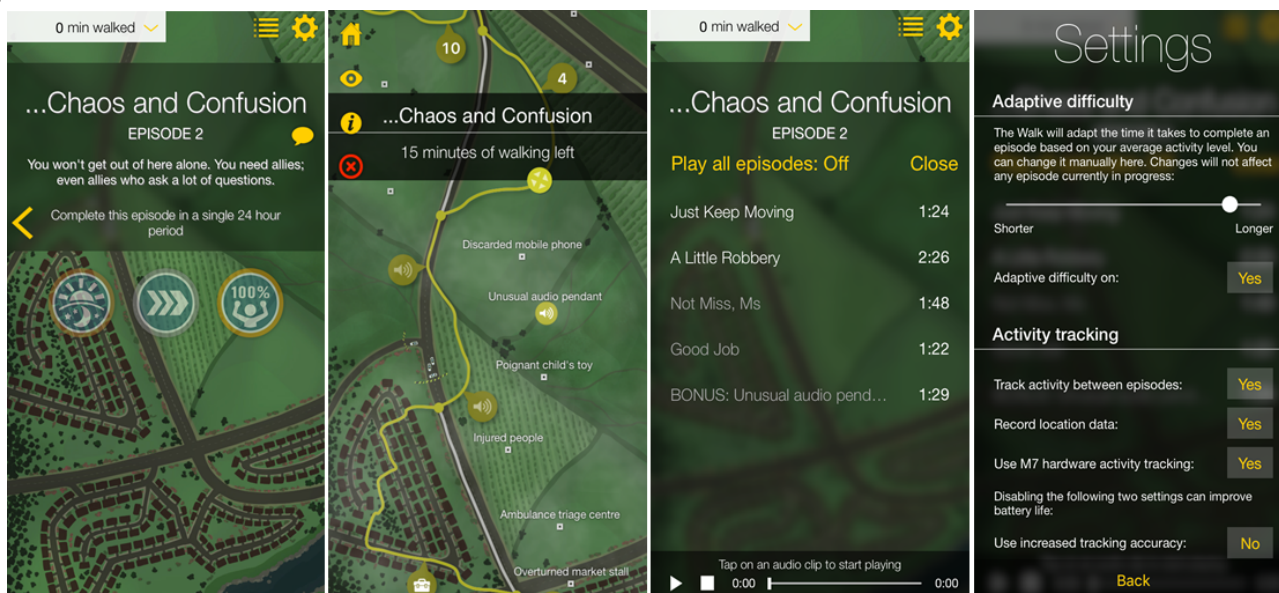 0 min walked
...Chaos and Confusion
EPISODE 2
You won't get out of here alone. You need allies;
even allies who ask a lot of questions.
Complete this episode in a single 24 hour
period
100%
10
4
...Chaos and Confusion
15 minutes of walking left
Discarded mobile phone
Unusual audio pendant
Poignant child's toy
Injured people
Ambulance triage centre
Overturned market stall
0 min walked
...Chaos and Confusion
EPISODE 2
Play all episodes: Off Close
Just Keep Moving 1:24
A Little Robbery 2:26
Not Miss, Ms 1:48
Good Job 1:22
BONUS: Unusual audio pend... 1:29
Tap on an audio clip to start playing
0:00 0:00
Settings
Adaptive difficulty
The Walk will adapt the time it takes to complete an
episode based on your average activity level. You
can change it manually here. Changes will not affect
any episode currently in progress:
Shorter Longer
Adaptive difficulty on: Yes
Activity tracking
Track activity between episodes: Yes
Record location data: Yes
Use M7 hardware activity tracking: Yes
Disabling the following two settings can improve
battery life:
Use increased tracking accuracy: No
Back